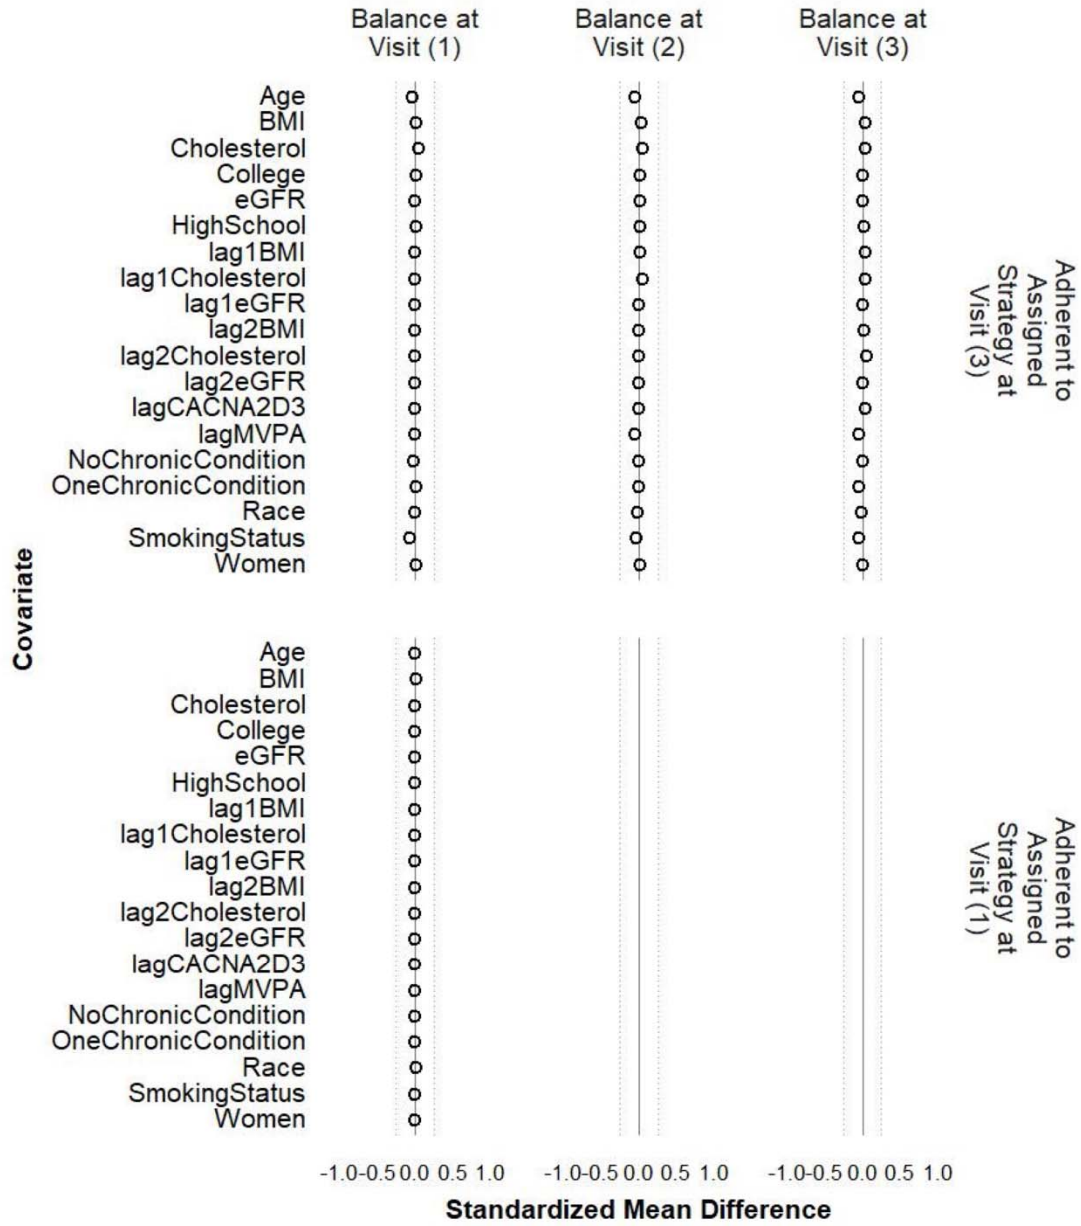 Balance at
Visit (1)
Balance at
Visit (2)
Balance at
Visit (3)
Age
BMI
Cholesterol
College
eGFR
HighSchool
lag1BMI
lag1Cholesterol
lag1eGFR
lag2BMI
lag2Cholesterol
lag2eGFR
lagCACNA2D3
lagMVPA
NoChronicCondition
OneChronicCondition
Race
SmokingStatus
Women
Adherent to
Assigned
Strategy at
Visit (3)
Covariate
Age
BMI
Cholesterol
College
eGFR
HighSchool
lag1BMI
lag1Cholesterol
lag1eGFR
lag2BMI
lag2Cholesterol
lag2eGFR
lagCACNA2D3
lagMVPA
NoChronicCondition
OneChronicCondition
Race
SmokingStatus
Women
Adherent to
Assigned
Strategy at
Visit (1)
-1.0-0.5 0.0 0.5 1.0
-1.0-0.5 0.0 0.5 1.0
-1.0-0.5 0.0 0.5 1.0
Standardized Mean Difference